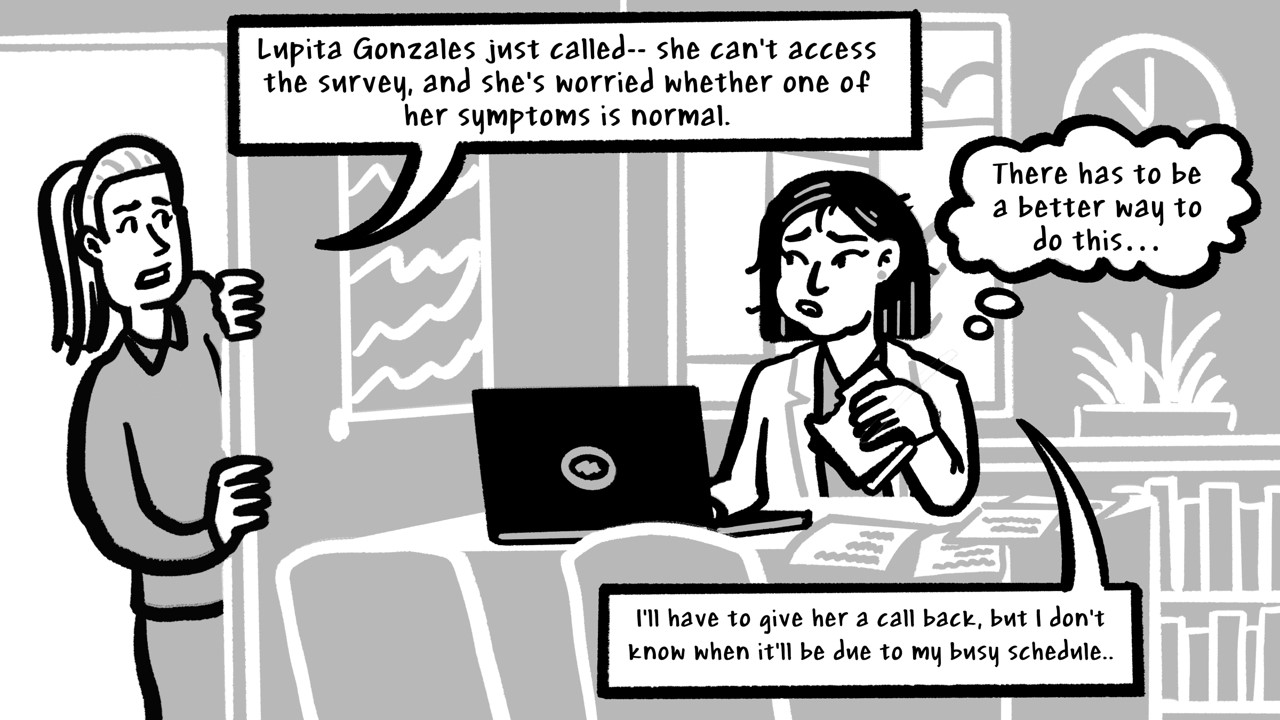 Lupita Gonzales just called-- she can't access
the survey, and she's worried whether one of
her symptoms is normal.
There has to be
a better way to
do this...
I'll have to give her a call back, but I don't
know when it'll be due to my busy schedule..